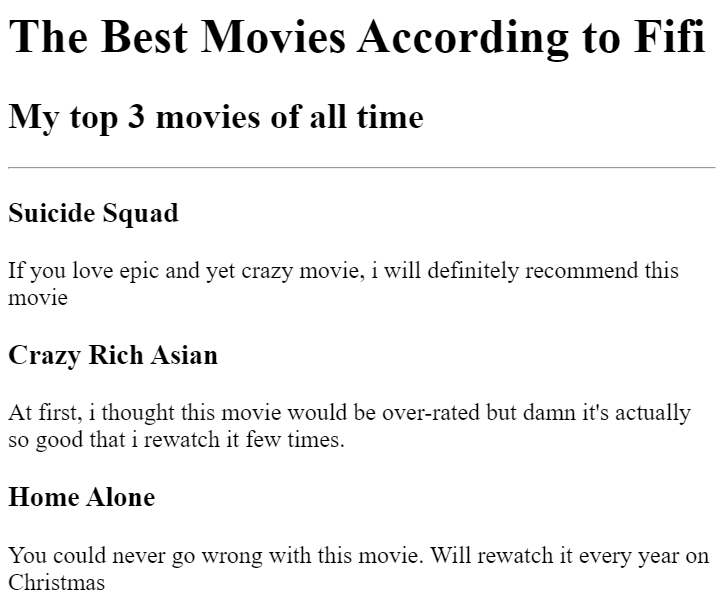 The Best Movies According to Fifi
My top 3 movies of all time
Suicide Squad
If you love epic and yet crazy movie, i will definitely recommend this
movie
Crazy Rich Asian
At first, i thought this movie would be over-rated but damn it's actually
so good that i rewatch it few times.
Home Alone
You could never go wrong with this movie. Will rewatch it every year on
Christmas